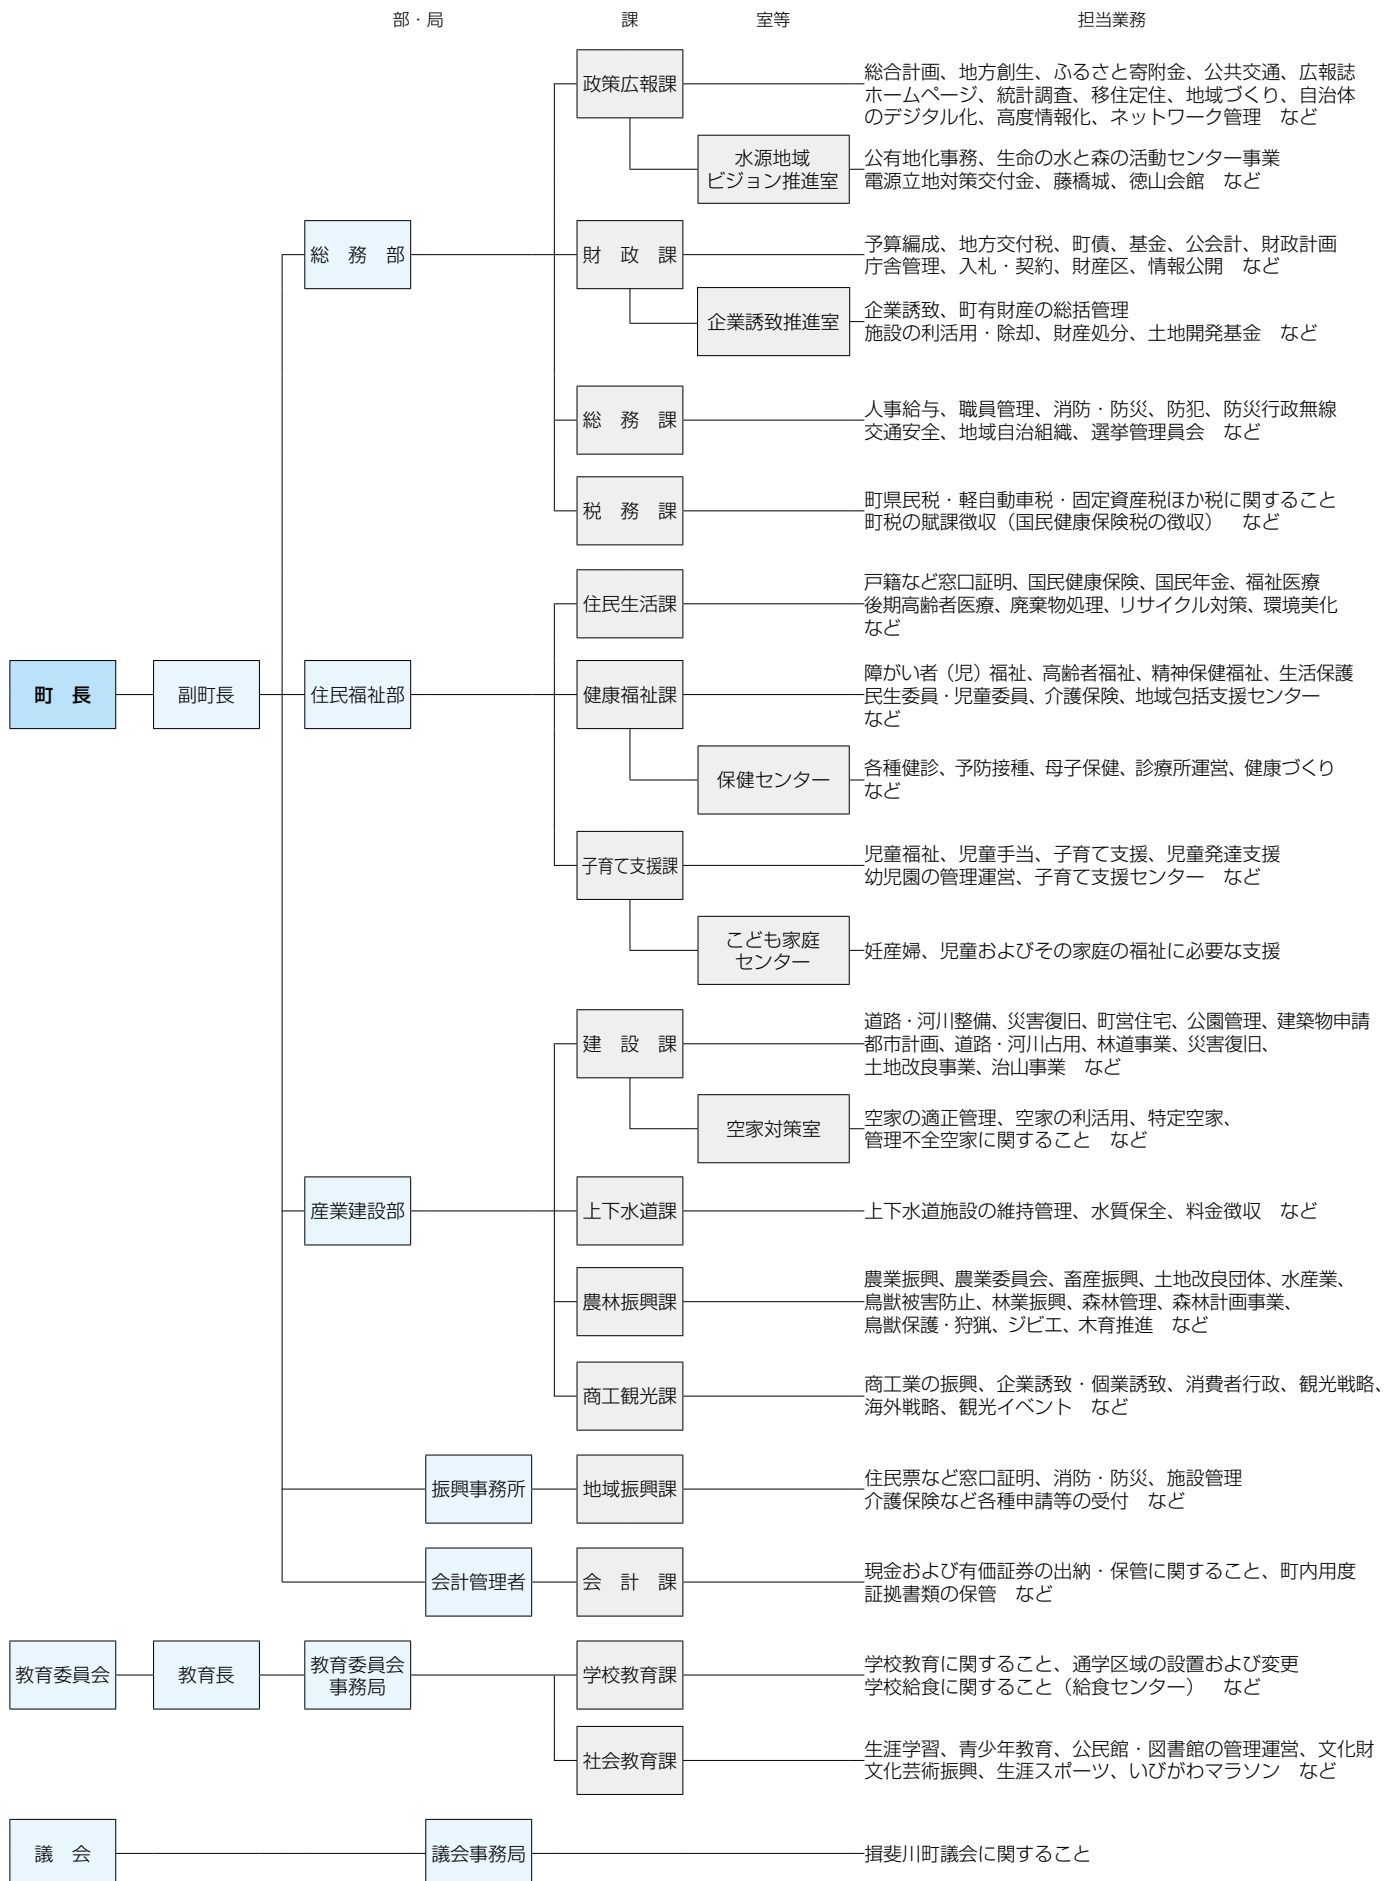 部・局　課　室等　担当業務
政策広報課
総合計画、地方創生、ふるさと寄附金、公共交通、広報誌
ホームページ、統計調査、移住定住、地域づくり、自治体
のデジタル化、高度情報化、ネットワーク管理　など
水源地域
ビジョン推進室
公有地化事務、生命の水と森の活動センター事業
電源立地対策交付金、藤橋城、徳山会館　など
総　務　部
財　政　課
予算編成、地方交付税、町債、基金、公会計、財政計画
庁舎管理、入札・契約、財産区、情報公開　など
企業誘致推進室
企業誘致、町有財産の総括管理
施設の利活用・除却、財産処分、土地開発基金　など
総　務　課
人事給与、職員管理、消防・防災、防犯、防災行政無線
交通安全、地域自治組織、選挙管理員会　など
税　務　課
町県民税・軽自動車税・固定資産税ほか税に関すること
町税の賦課徴収（国民健康保険税の徴収）　など
住民生活課
戸籍など窓口証明、国民健康保険、国民年金、福祉医療
後期高齢者医療、廃棄物処理、リサイクル対策、環境美化
など
町　長
副町長
住民福祉部
健康福祉課
障がい者（児）福祉、高齢者福祉、精神保健福祉、生活保護
民生委員・児童委員、介護保険、地域包括支援センター
など
保健センター
各種健診、予防接種、母子保健、診療所運営、健康づくり
など
子育て支援課
児童福祉、児童手当、子育て支援、児童発達支援
幼児園の管理運営、子育て支援センター　など
こども家庭
センター
妊産婦、児童およびその家庭の福祉に必要な支援
建　設　課
道路・河川整備、災害復旧、町営住宅、公園管理、建築物申請
都市計画、道路・河川占用、林道事業、災害復旧、
土地改良事業、治山事業　など
空家対策室
空家の適正管理、空家の利活用、特定空家、
管理不全空家に関すること　など
産業建設部
上下水道課
上下水道施設の維持管理、水質保全、料金徴収　など
農林振興課
農業振興、農業委員会、畜産振興、土地改良団体、水産業、
鳥獣被害防止、林業振興、森林管理、森林計画事業、
鳥獣保護・狩猟、ジビエ、木育推進　など
商工観光課
商工業の振興、企業誘致・個業誘致、消費者行政、観光戦略、
海外戦略、観光イベント　など
振興事務所
地域振興課
住民票など窓口証明、消防・防災、施設管理
介護保険など各種申請等の受付　など
会計管理者
会　計　課
現金および有価証券の出納・保管に関すること、町内用度
証拠書類の保管　など
教育委員会
教育長
教育委員会
事務局
学校教育課
学校教育に関すること、通学区域の設置および変更
学校給食に関すること（給食センター）　など
社会教育課
生涯学習、青少年教育、公民館・図書館の管理運営、文化財
文化芸術振興、生涯スポーツ、いびがわマラソン　など
議　会
議会事務局
揖斐川町議会に関すること